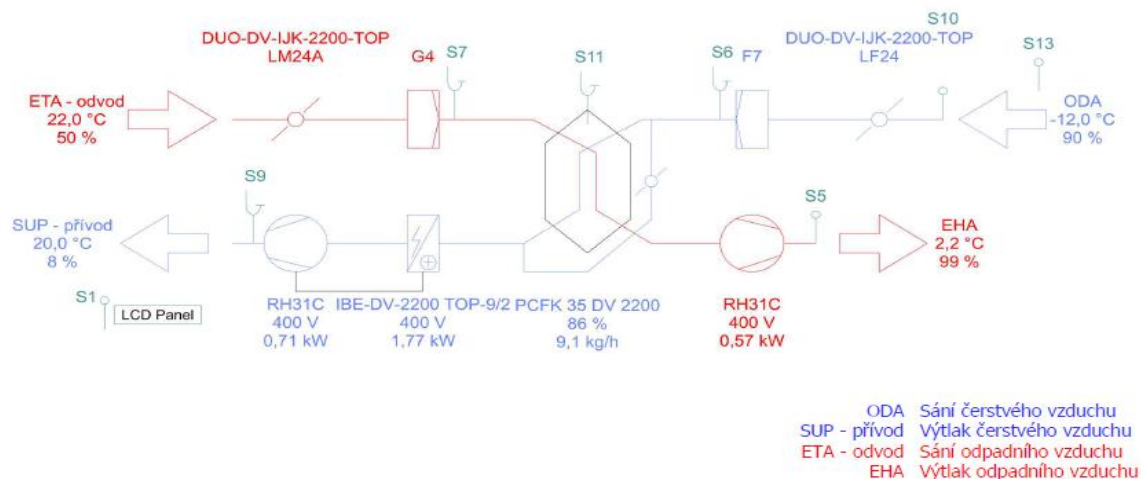 S10
DUO-DV-IJK-2200-TOP
LM24A
G4
S7
S11
S6
F7
DUO-DV-IJK-2200-TOP
LF24
S13
ETA - odvod
22,0 °C
50 %
ODA
-12,0 °C
90 %
S9
S5
SUP - přívod
20,0 °C
8 %
EHA
2,2 °C
99 %
S1
LCD Panel
RH31C
400 V
0,71 kW
IBE-DV-2200 TOP-9/2
400 V
1,77 kW
PCFK 35 DV 2200
86 %
9,1 kg/h
RH31C
400 V
0,57 kW
ODA Sání čerstvého vzduchu
SUP - přívod Výtlak čerstvého vzduchu
ETA - odvod Sání odpadního vzduchu
EHA Výtlak odpadního vzduchu